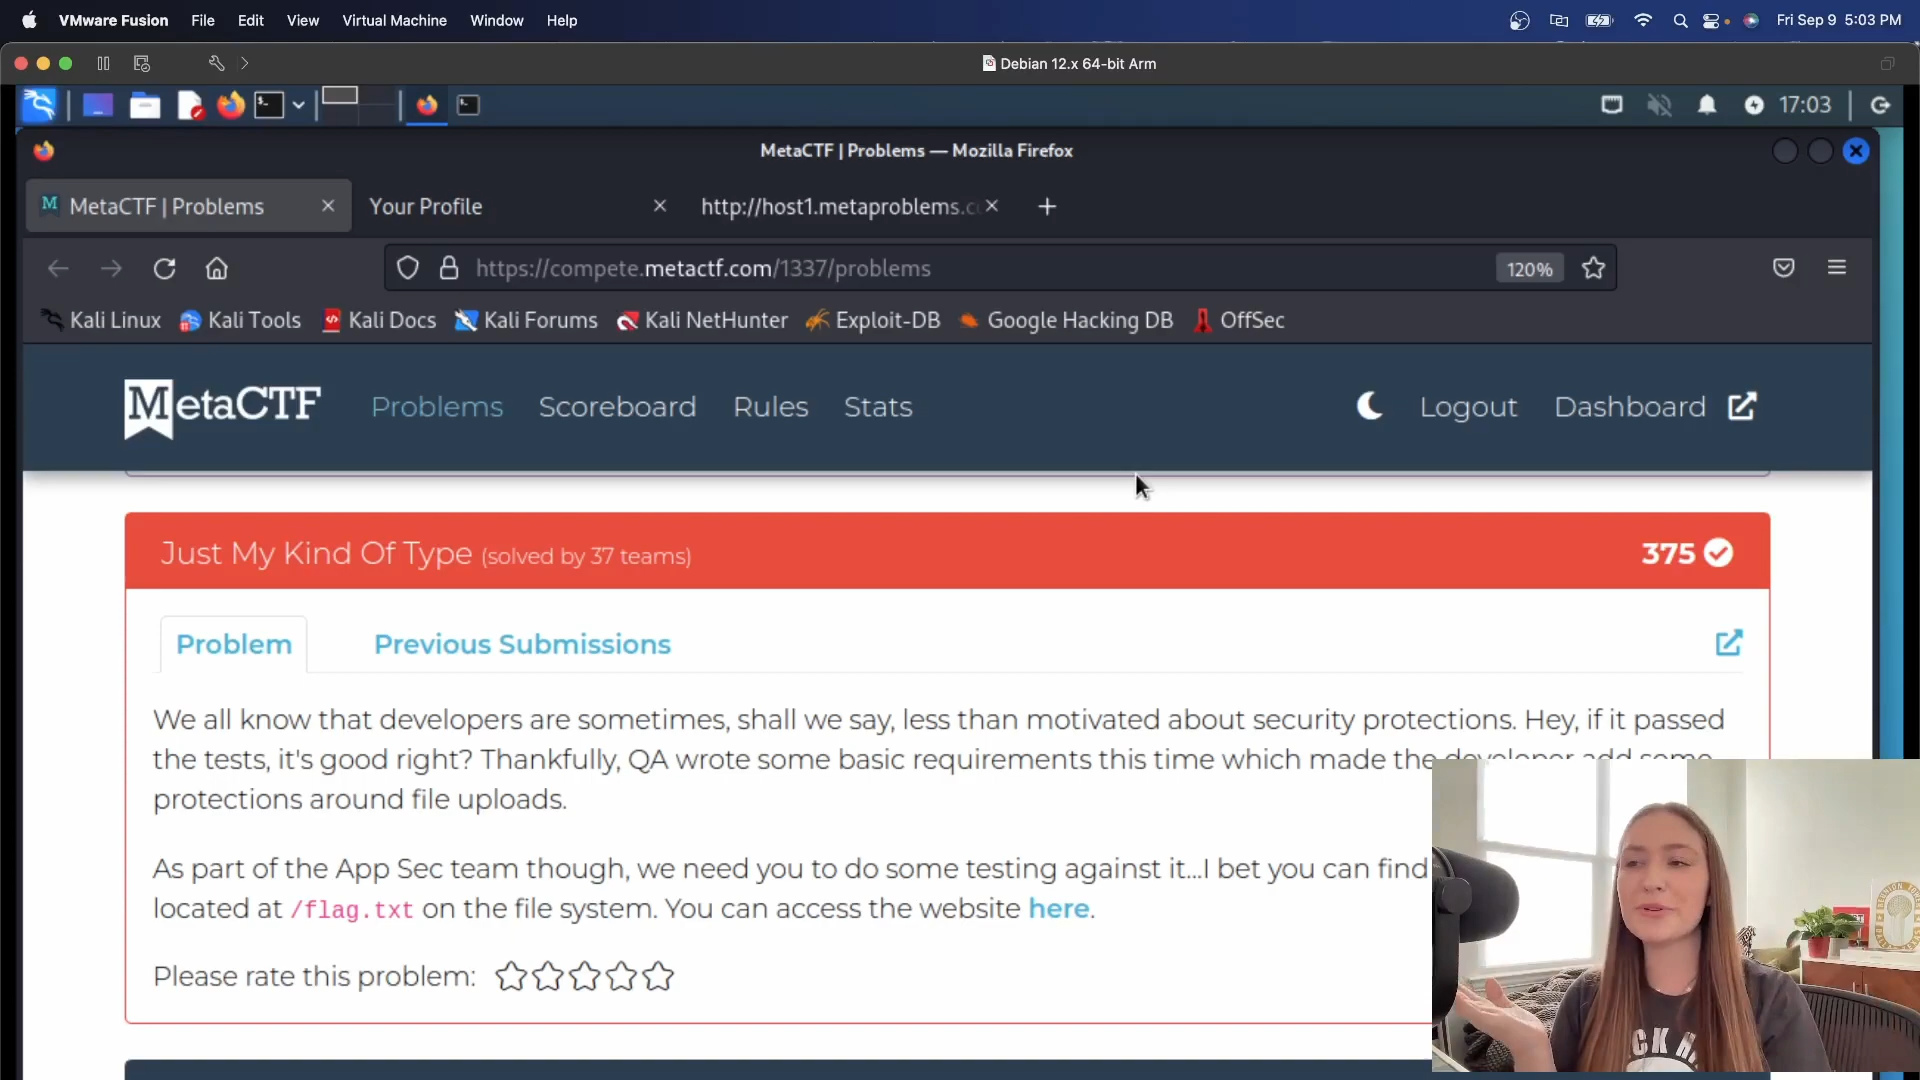 VMware Fusion File Edit View Virtual Machine Window Help Fri Sep 9 5:03 PM
Debian 12.x 64-bit Arm
17:03
MetaCTF | Problems — Mozilla Firefox
MetaCTF | Problems Your Profile http://host1.metaproblems.c
https://compete.metactf.com/1337/problems 120%
Kali Linux Kali Tools Kali Docs Kali Forums Kali NetHunter Exploit-DB Google Hacking DB OffSec
MetaCTF Problems Scoreboard Rules Stats Logout Dashboard
Just My Kind Of Type (solved by 37 teams) 375
Problem Previous Submissions
We all know that developers are sometimes, shall we say, less than motivated about security protections. Hey, if it passed
the tests, it's good right? Thankfully, QA wrote some basic requirements this time which made the developer add some
protections around file uploads.
As part of the App Sec team though, we need you to do some testing against it...I bet you can find
located at /flag.txt on the file system. You can access the website here.
Please rate this problem:
CK HA